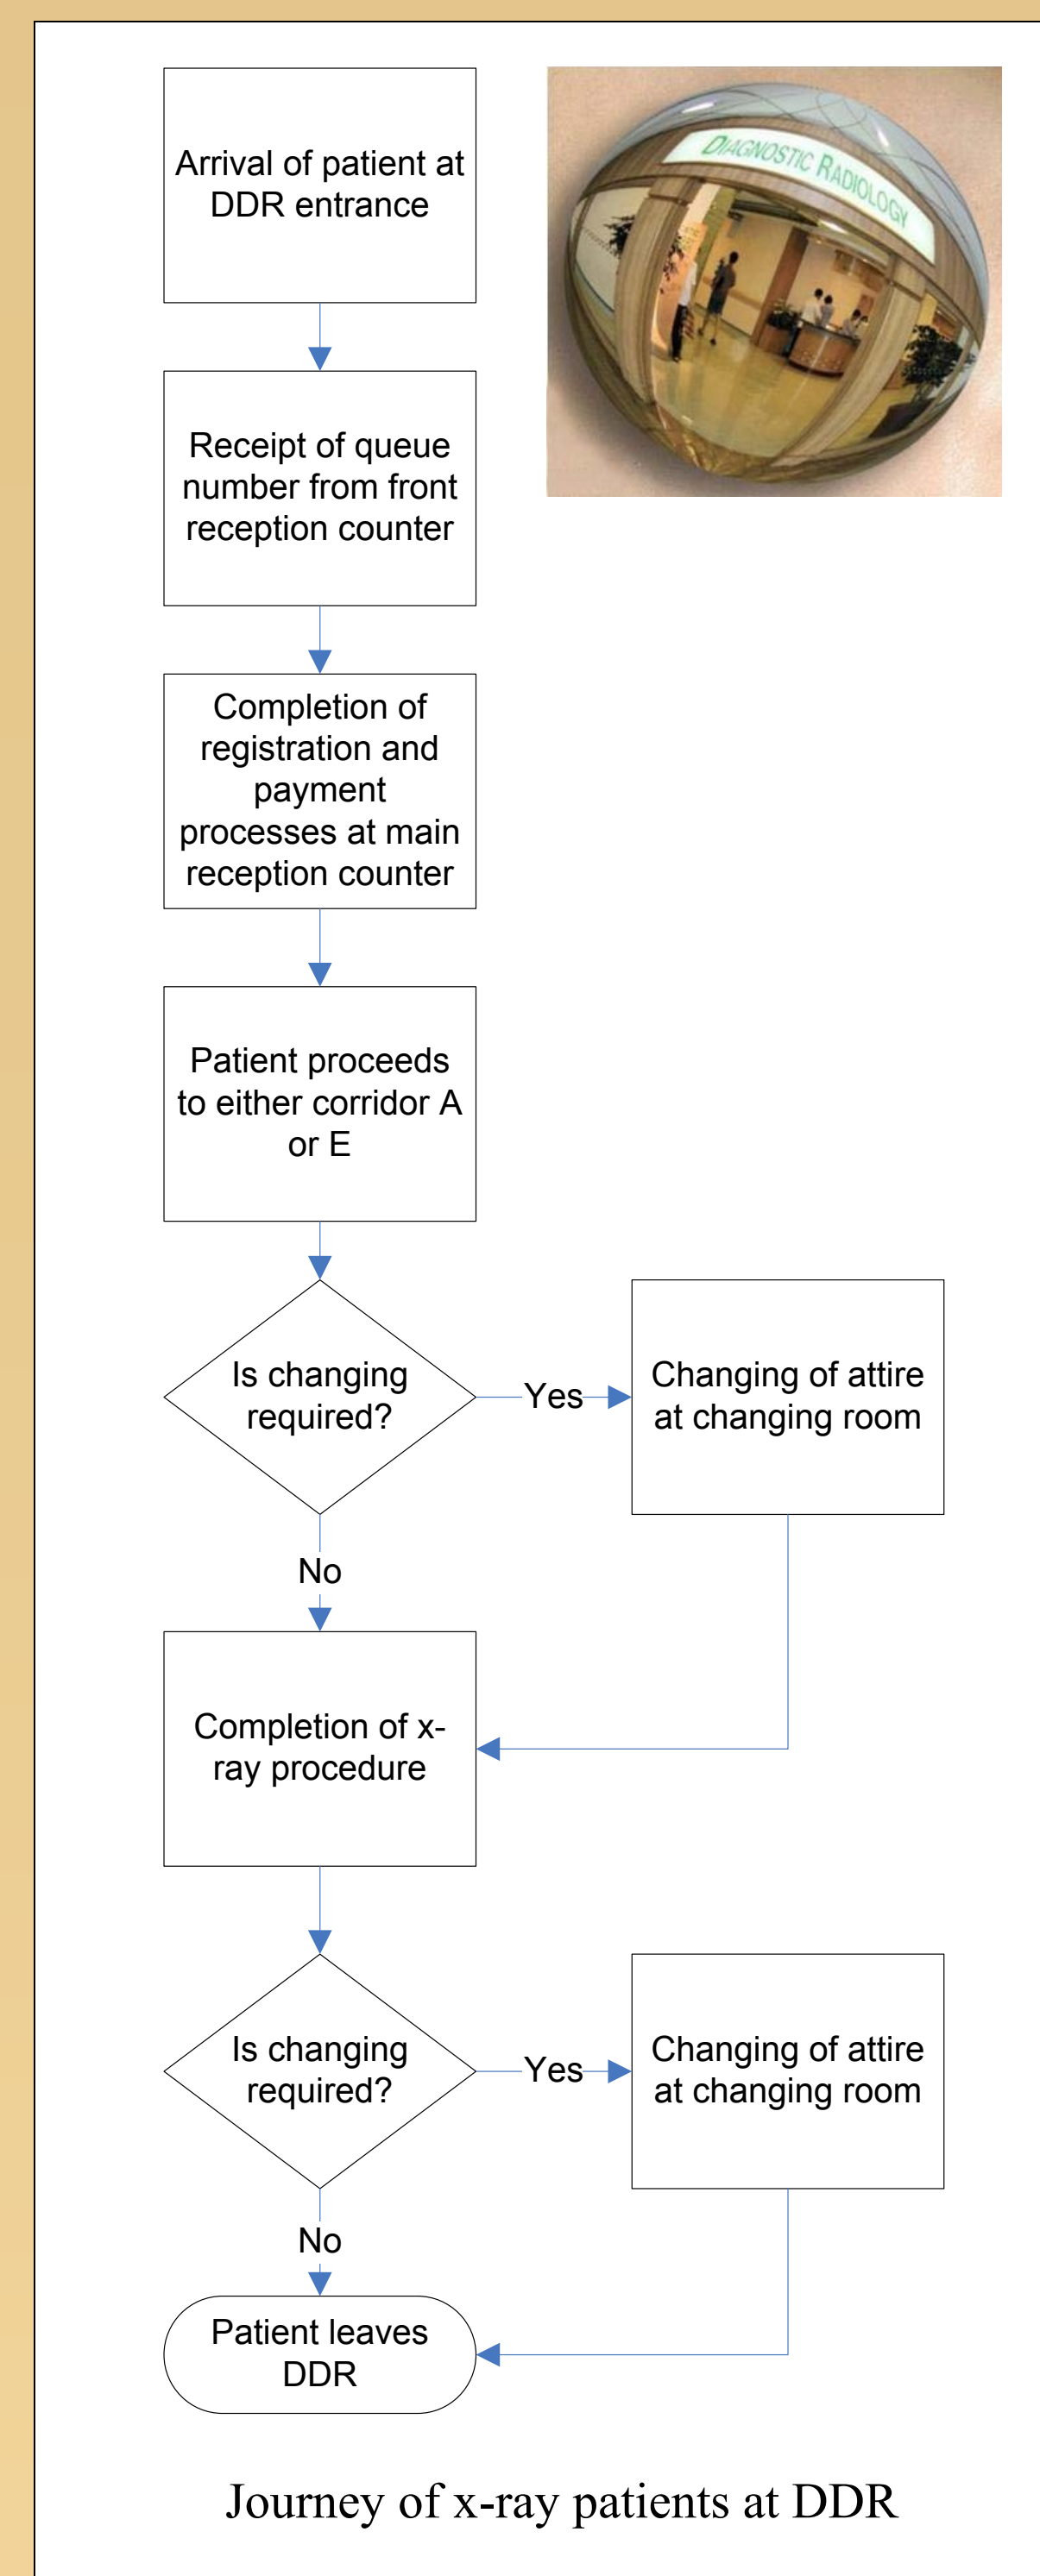 Arrival of patient at
DDR entrance
DIAGNOSTIC RADIOLOGY
Receipt of queue
number from front
reception counter
Completion of
registration and
payment
processes at main
reception counter
Patient proceeds
to either corridor A
or E
Is changing
required?
Yes
Changing of attire
at changing room
No
Completion of x-
ray procedure
Is changing
required?
Yes
Changing of attire
at changing room
No
Patient leaves
DDR
Journey of x-ray patients at DDR